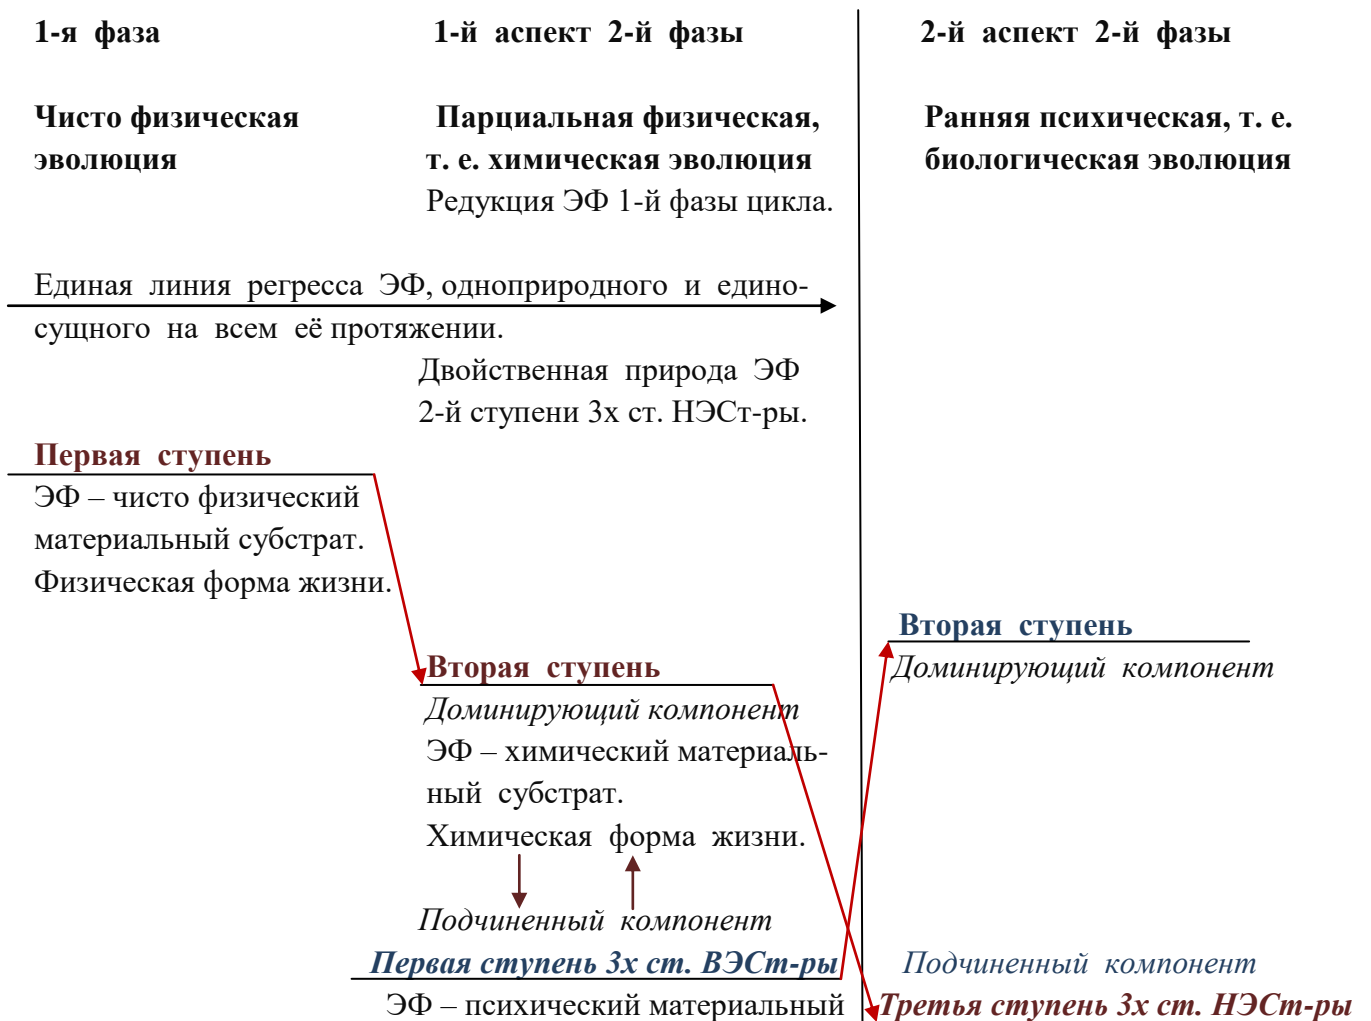 1-я фаза
1-й аспект 2-й фазы
2-й аспект 2-й фазы
Чисто физическая
эволюция
Парциальная физическая,
т. е. химическая эволюция
Редукция ЭФ 1-й фазы цикла.
Ранняя психическая, т. е.
биологическая эволюция
Единая линия регресса ЭФ, одноприродного и едино-
сущного на всем её протяжении.
Двойственная природа ЭФ
2-й ступени 3х ст. НЭСт-ры.
Первая ступень
ЭФ – чисто физический
материальный субстрат.
Физическая форма жизни.
Вторая ступень
Доминирующий компонент
ЭФ – химический материаль-
ный субстрат.
Химическая форма жизни.
Подчиненный компонент
Первая ступень 3х ст. ВЭСт-ры
ЭФ – психический материальный
Вторая ступень
Доминирующий компонент
Подчиненный компонент
Третья ступень 3х ст. НЭСт-ры